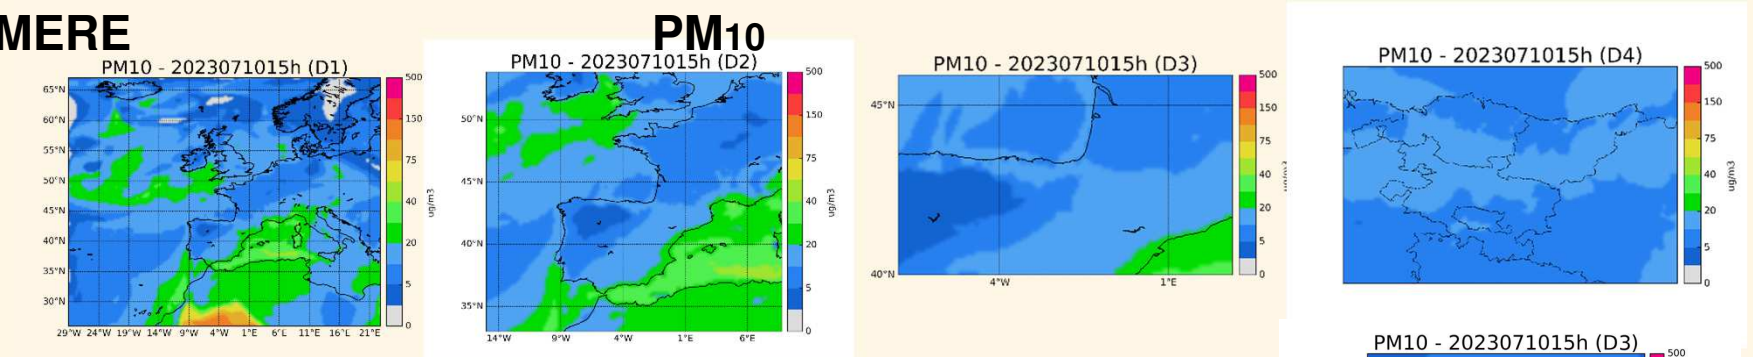 MERE
PM10
PM10 - 2023071015h (D1)
65°N
60°N
55°N
50°N
45°N
40°N
35°N
30°N
29°W 24°W 19°W 14°W 9°W 4°W 1°E 6°E 11°E 16°E 21°E
500
150
75
40
20
5
0
ug/m3
PM10 - 2023071015h (D2)
50°N
45°N
40°N
35°N
14°W 9°W 4°W 1°E 6°E
500
150
75
40
20
5
0
ug/m3
PM10 - 2023071015h (D3)
45°N
40°N
4°W 1°E
500
150
75
40
20
5
0
PM10 - 2023071015h (D4)
500
150
75
40
20
5
0
ug/m3
PM10 - 2023071015h (D3)
500